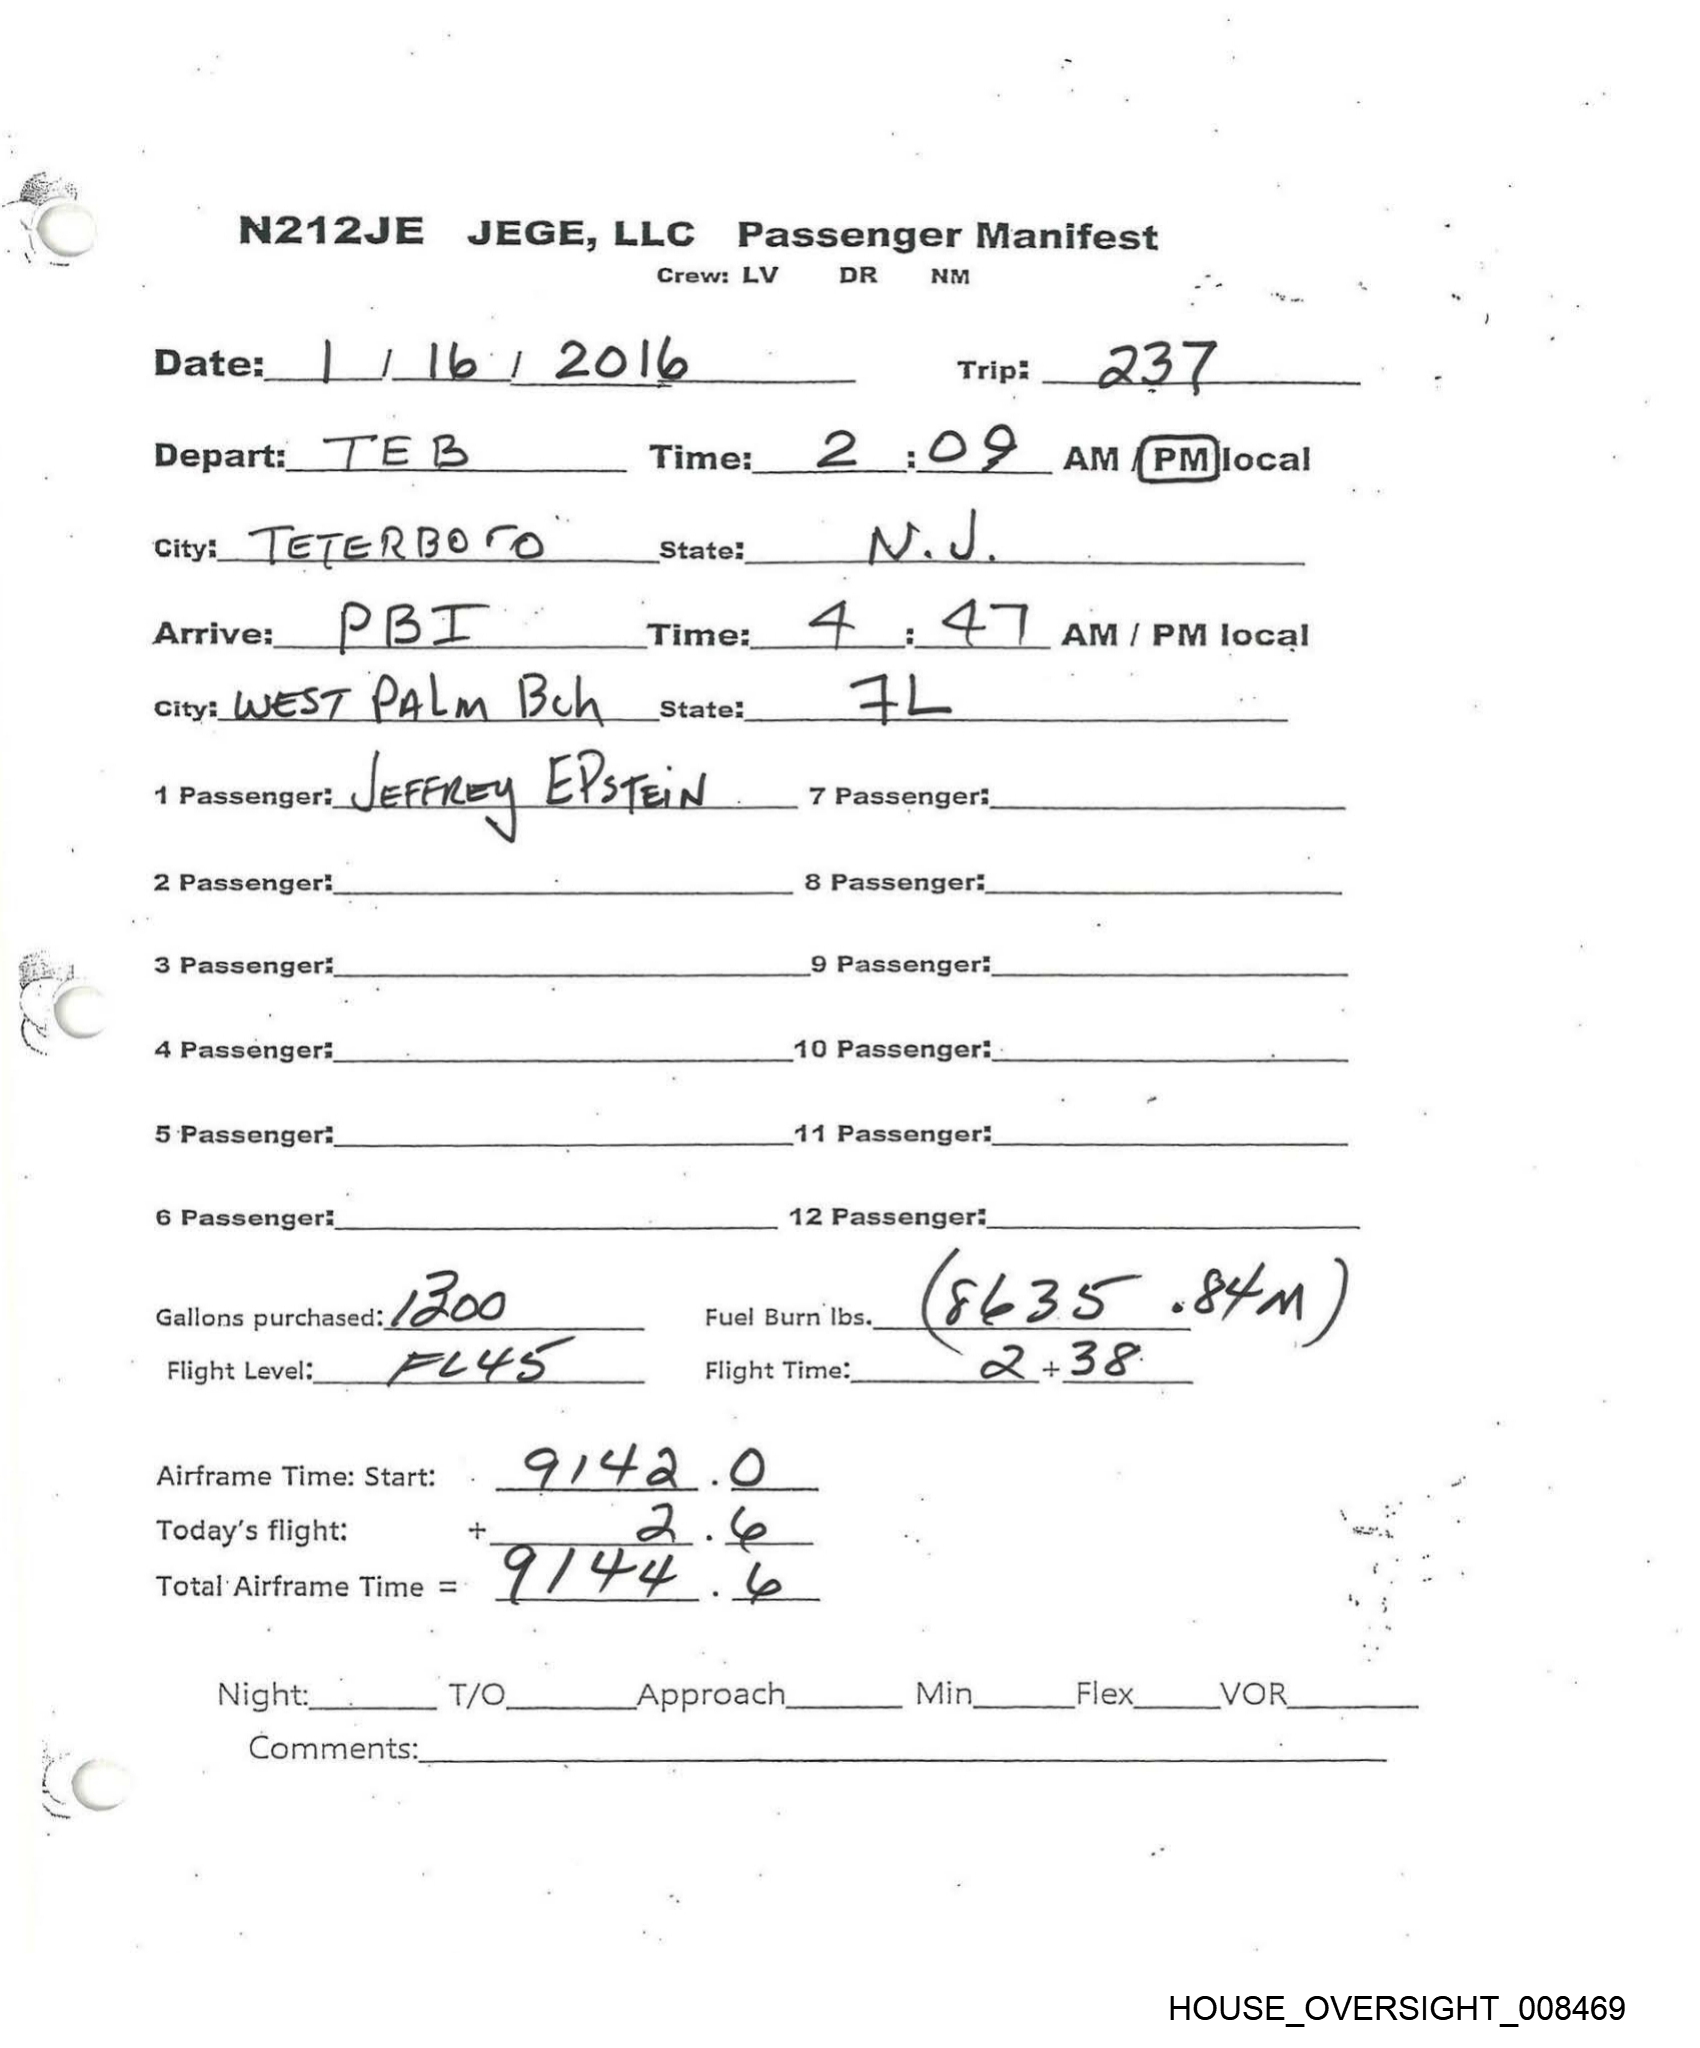 N212JE JEGE, LLC Passenger Manifest
Crew: LV DR NM
Date: 1 / 16 / 2016 Trip: 237
Depart: TEB Time: 2 : 09 AM / PM local
City: TETERBORO State: N.J.
Arrive: PBI Time: 4 : 47 AM / PM local
City: WEST PALM Bch State: FL
1 Passenger: JEFFREY EPSTEIN 7 Passenger:
2 Passenger: 8 Passenger:
3 Passenger: 9 Passenger:
4 Passenger: 10 Passenger:
5 Passenger: 11 Passenger:
6 Passenger: 12 Passenger:
Gallons purchased: 1300 Fuel Burn lbs. (8635 .84M)
Flight Level: FL45 Flight Time: 2 + 38
Airframe Time: Start: 9142 . 0
Today's flight: + 2 . 6
Total Airframe Time = 9144 . 6
Night: T/O Approach Min Flex VOR
Comments:
HOUSE_OVERSIGHT_008469